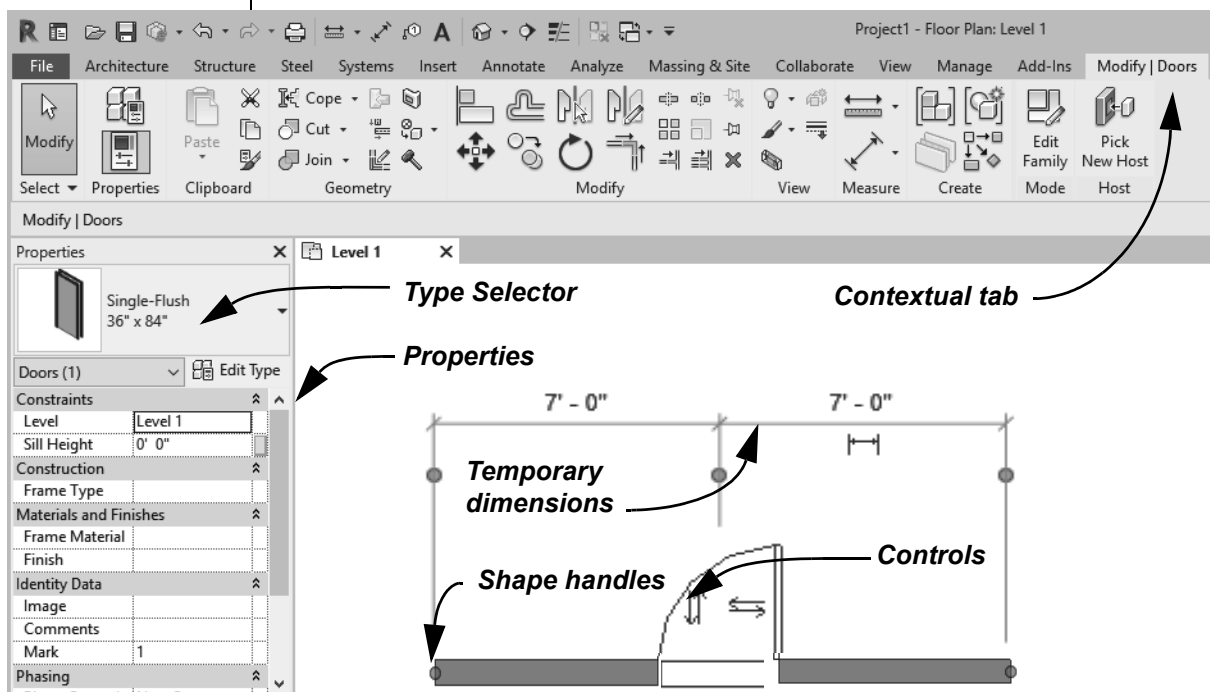 Project1 - Floor Plan: Level 1
File Architecture Structure Steel Systems Insert Annotate Analyze Massing & Site Collaborate View Manage Add-Ins Modify | Doors
Modify
Paste
Cope
Cut
Join
Edit
Family
Pick
New Host
Select Properties Clipboard Geometry Modify View Measure Create Mode Host
Modify | Doors
Properties
Level 1
Single-Flush
36" x 84"
Type Selector
Contextual tab
Properties
Doors (1) Edit Type
Constraints
Level Level 1
Sill Height 0' 0"
Construction
Frame Type
Materials and Finishes
Frame Material
Finish
Identity Data
Image
Comments
Mark 1
Phasing
7' - 0" 7' - 0"
Temporary
dimensions
Controls
Shape handles